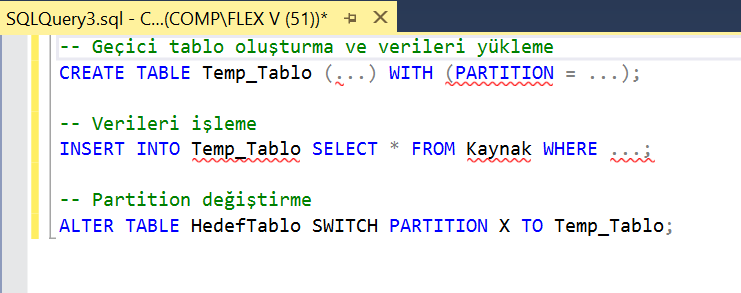 SQLQuery3.sql - C...(COMP\FLEX V (51))*
-- Geçici tablo oluşturma ve verileri yükleme
CREATE TABLE Temp_Tablo (...) WITH (PARTITION = ...);
-- Verileri işleme
INSERT INTO Temp_Tablo SELECT * FROM Kaynak WHERE ...;
-- Partition değiştirme
ALTER TABLE HedefTablo SWITCH PARTITION X TO Temp_Tablo;